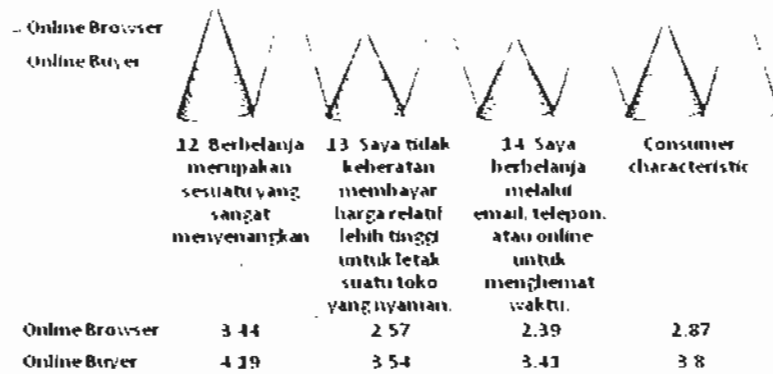 Online Browser
Online Buyer
12 Berbelanja merupakan sesuatu yang sangat menyenangkan
13 Saya tidak keberatan membayar harga relatif lebih tinggi untuk letak suatu toko yang nyaman.
14 Saya berbelanja melalui email, telepon, atau online untuk menghemat waktu.
Consumer characteristic
Online Browser 3.44 2.57 2.39 2.87
Online Buyer 4.19 3.54 3.41 3.8